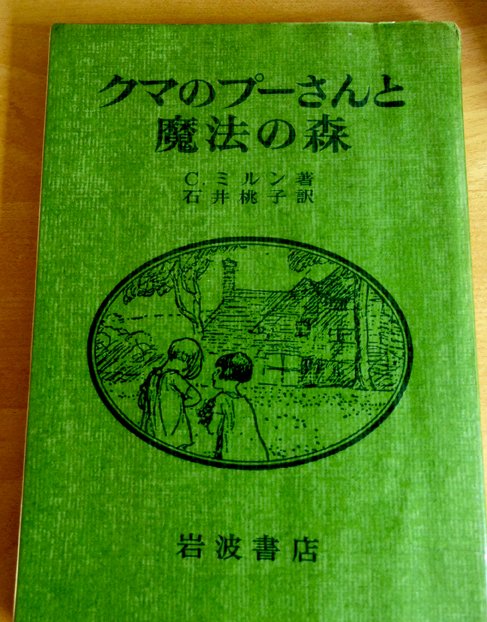 クマのプーさんと
魔法の森
C ミルン 著
石井桃子訳
岩波書店